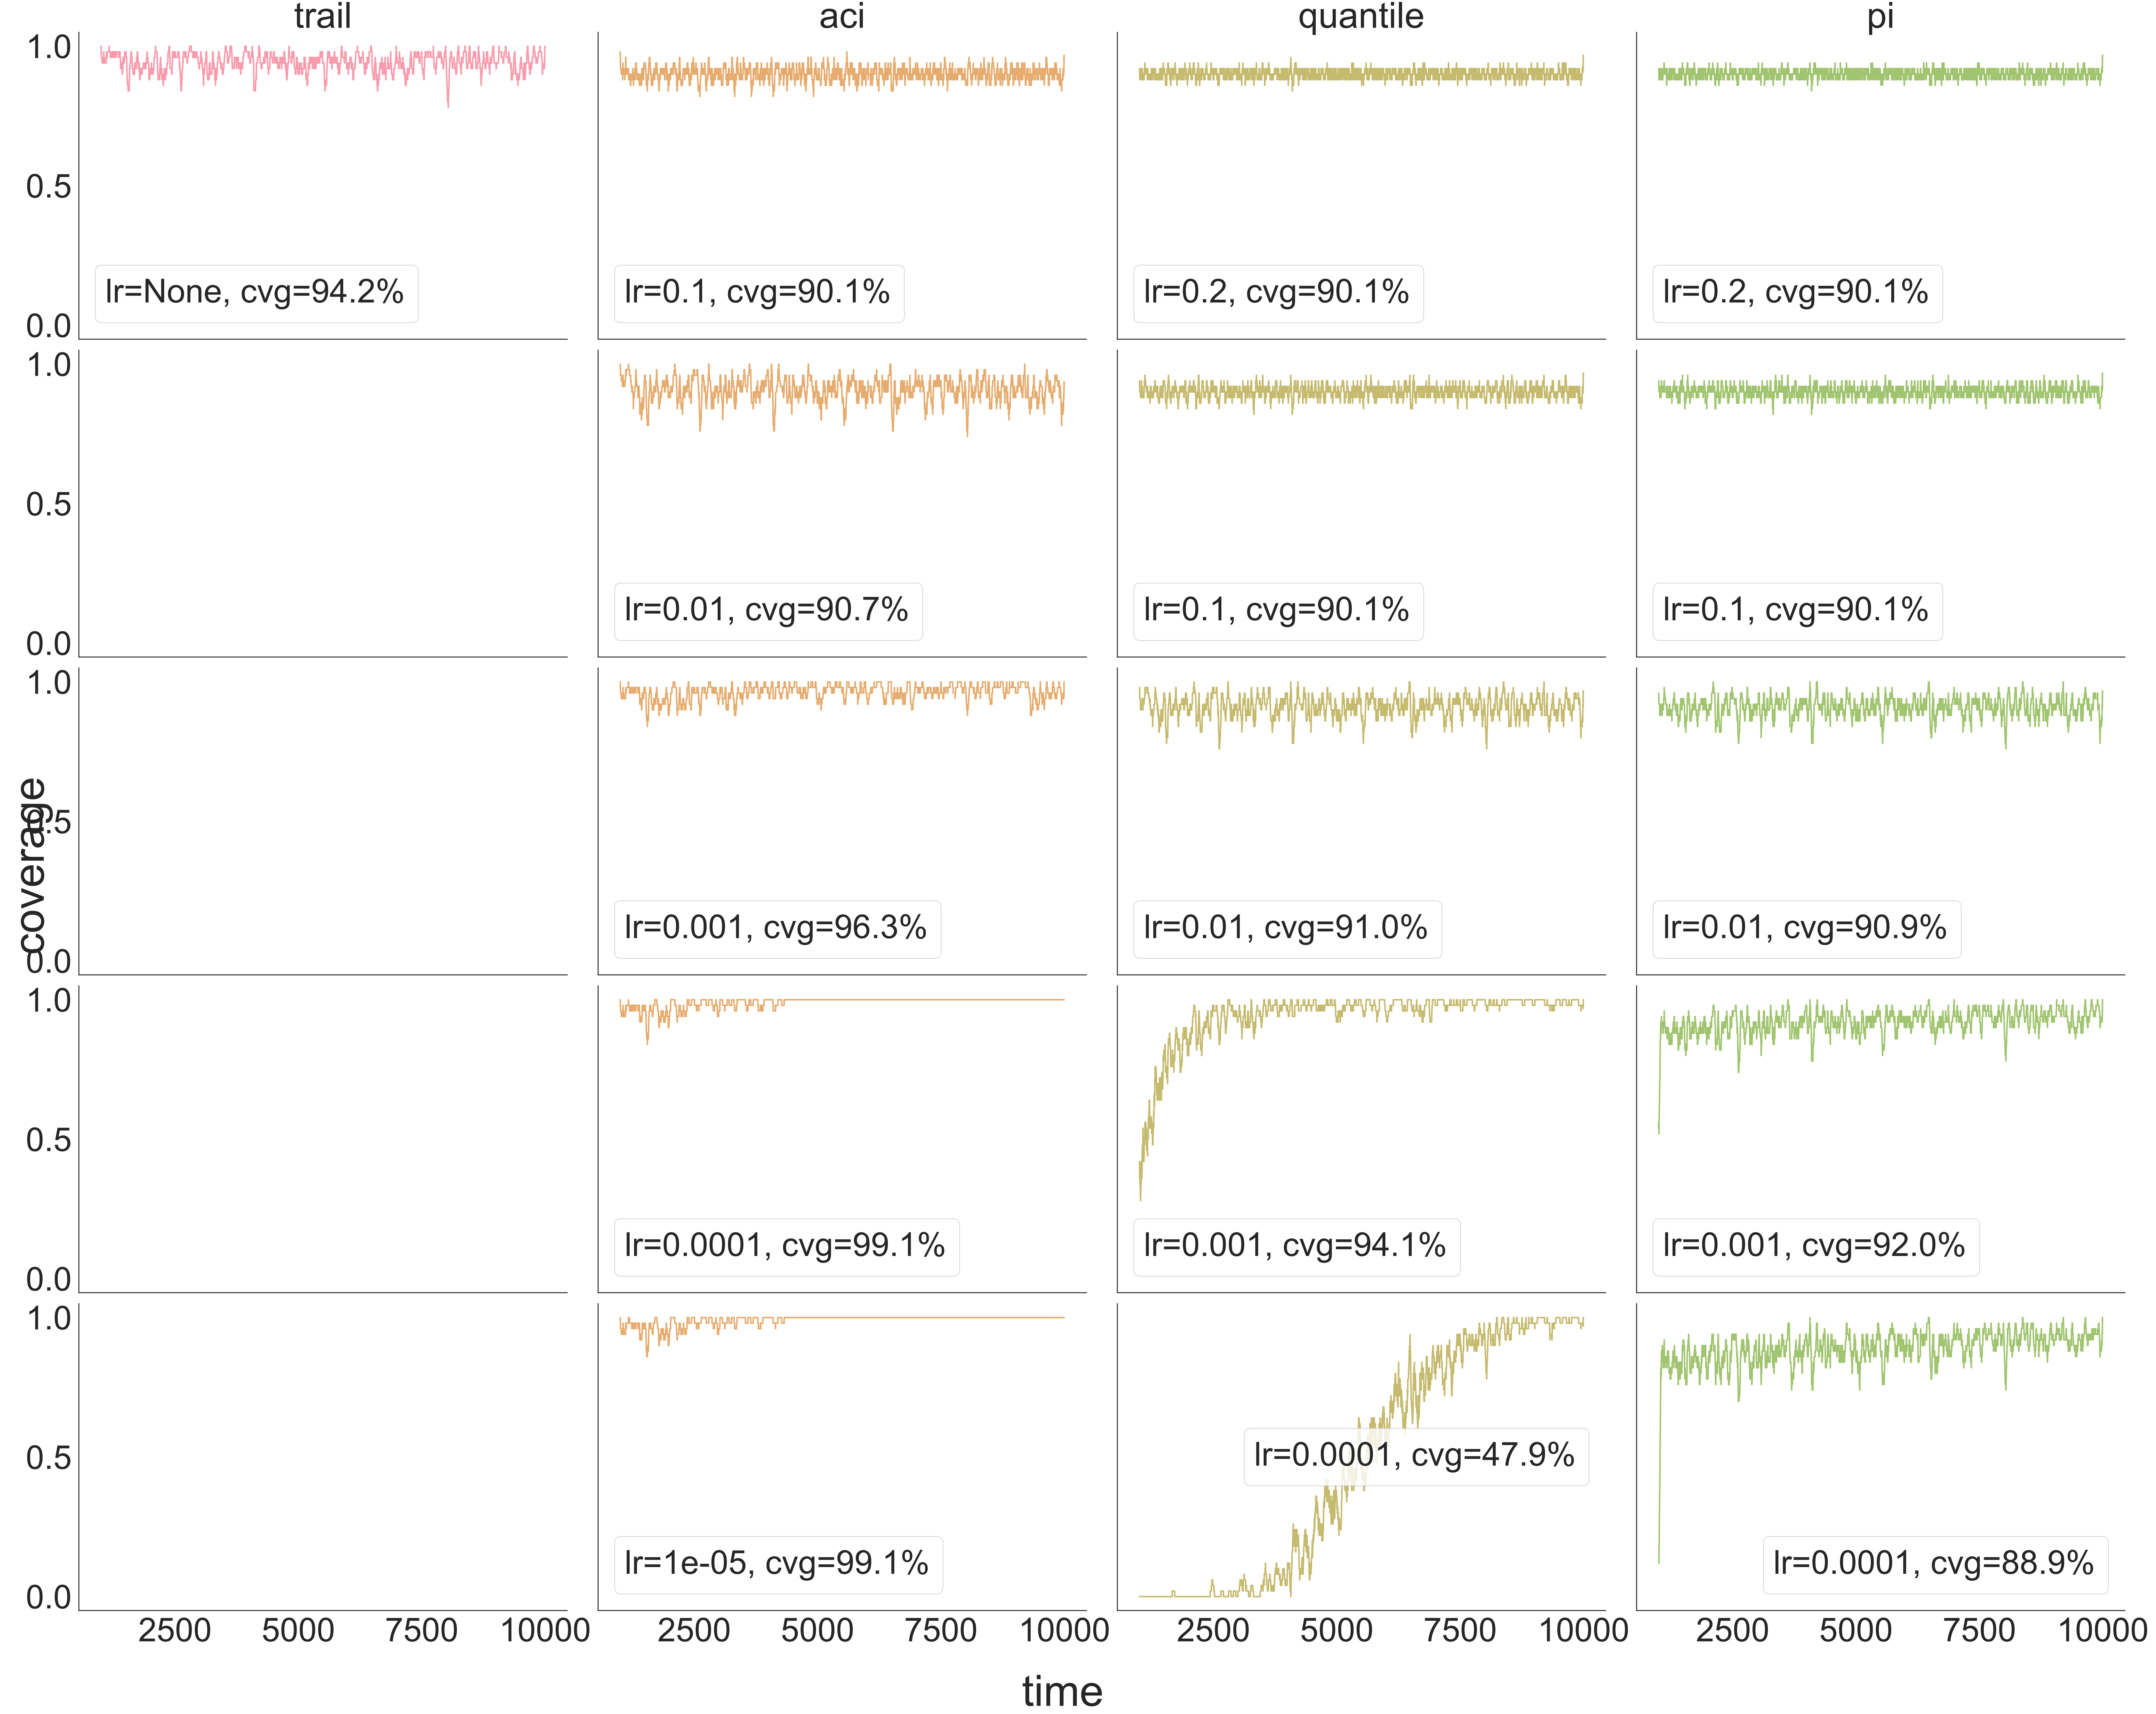 trail aci quantile pi
1.0
0.5
0.0
lr=None, cvg=94.2% lr=0.1, cvg=90.1% lr=0.2, cvg=90.1% lr=0.2, cvg=90.1%
1.0
0.5
0.0
lr=0.01, cvg=90.7% lr=0.1, cvg=90.1% lr=0.1, cvg=90.1%
1.0
0.5
0.0
lr=0.001, cvg=96.3% lr=0.01, cvg=91.0% lr=0.01, cvg=90.9%
coverage
1.0
0.5
0.0
lr=0.0001, cvg=99.1% lr=0.001, cvg=94.1% lr=0.001, cvg=92.0%
1.0
0.5
0.0
lr=1e-05, cvg=99.1% lr=0.0001, cvg=47.9% lr=0.0001, cvg=88.9%
2500 5000 7500 10000 2500 5000 7500 10000 2500 5000 7500 10000 2500 5000 7500 10000
time